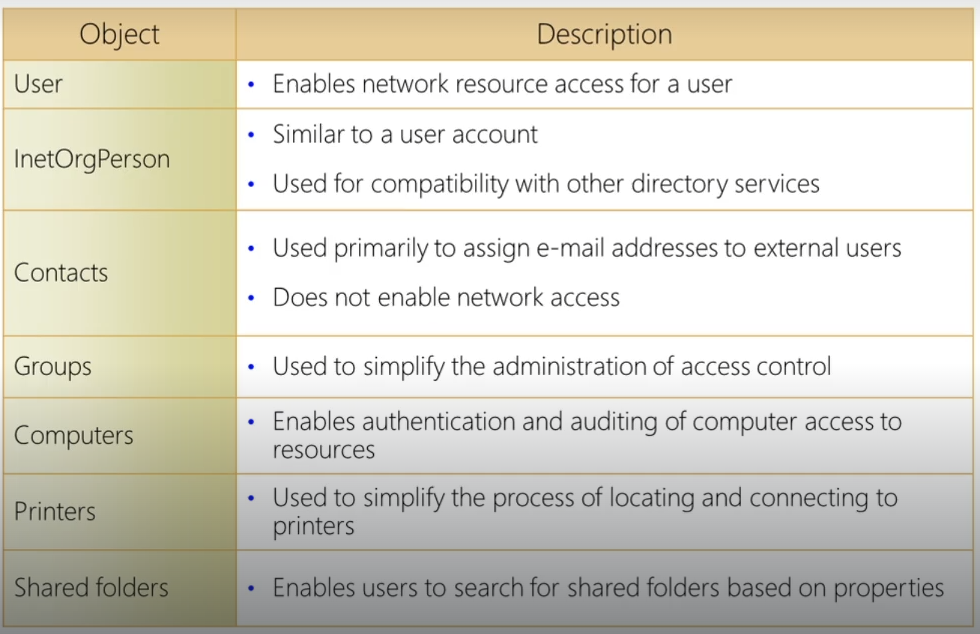 Object
Description
User
• Enables network resource access for a user
InetOrgPerson
• Similar to a user account
• Used for compatibility with other directory services
Contacts
• Used primarily to assign e-mail addresses to external users
• Does not enable network access
Groups
• Used to simplify the administration of access control
Computers
• Enables authentication and auditing of computer access to
resources
Printers
• Used to simplify the process of locating and connecting to
printers
Shared folders
• Enables users to search for shared folders based on properties